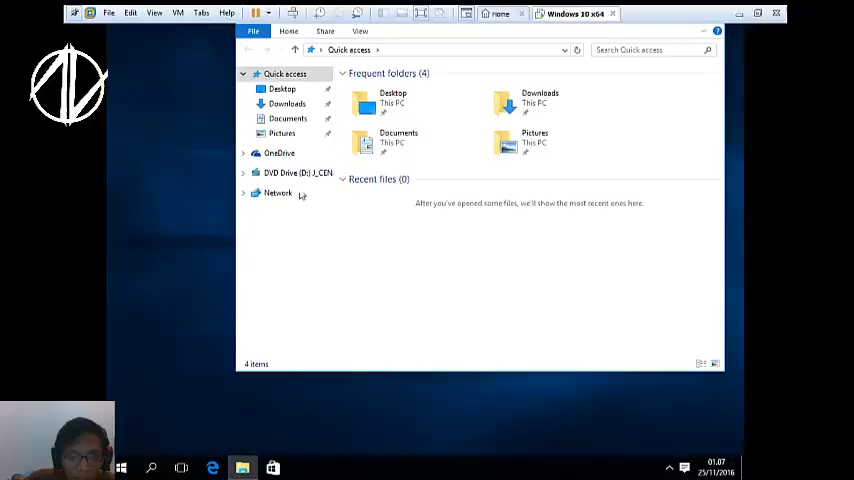 File Edit View VM Tabs Help Home Windows 10 x64
File Home Share View
Quick access Search Quick access
Quick access
Desktop
Downloads
Documents
Pictures
OneDrive
DVD Drive (D:) J_CEN
Network
Frequent folders (4)
Desktop
This PC
Downloads
This PC
Documents
This PC
Pictures
This PC
Recent files (0)
After you've opened some files, we'll show the most recent ones here.
4 items
01.07
25/11/2016